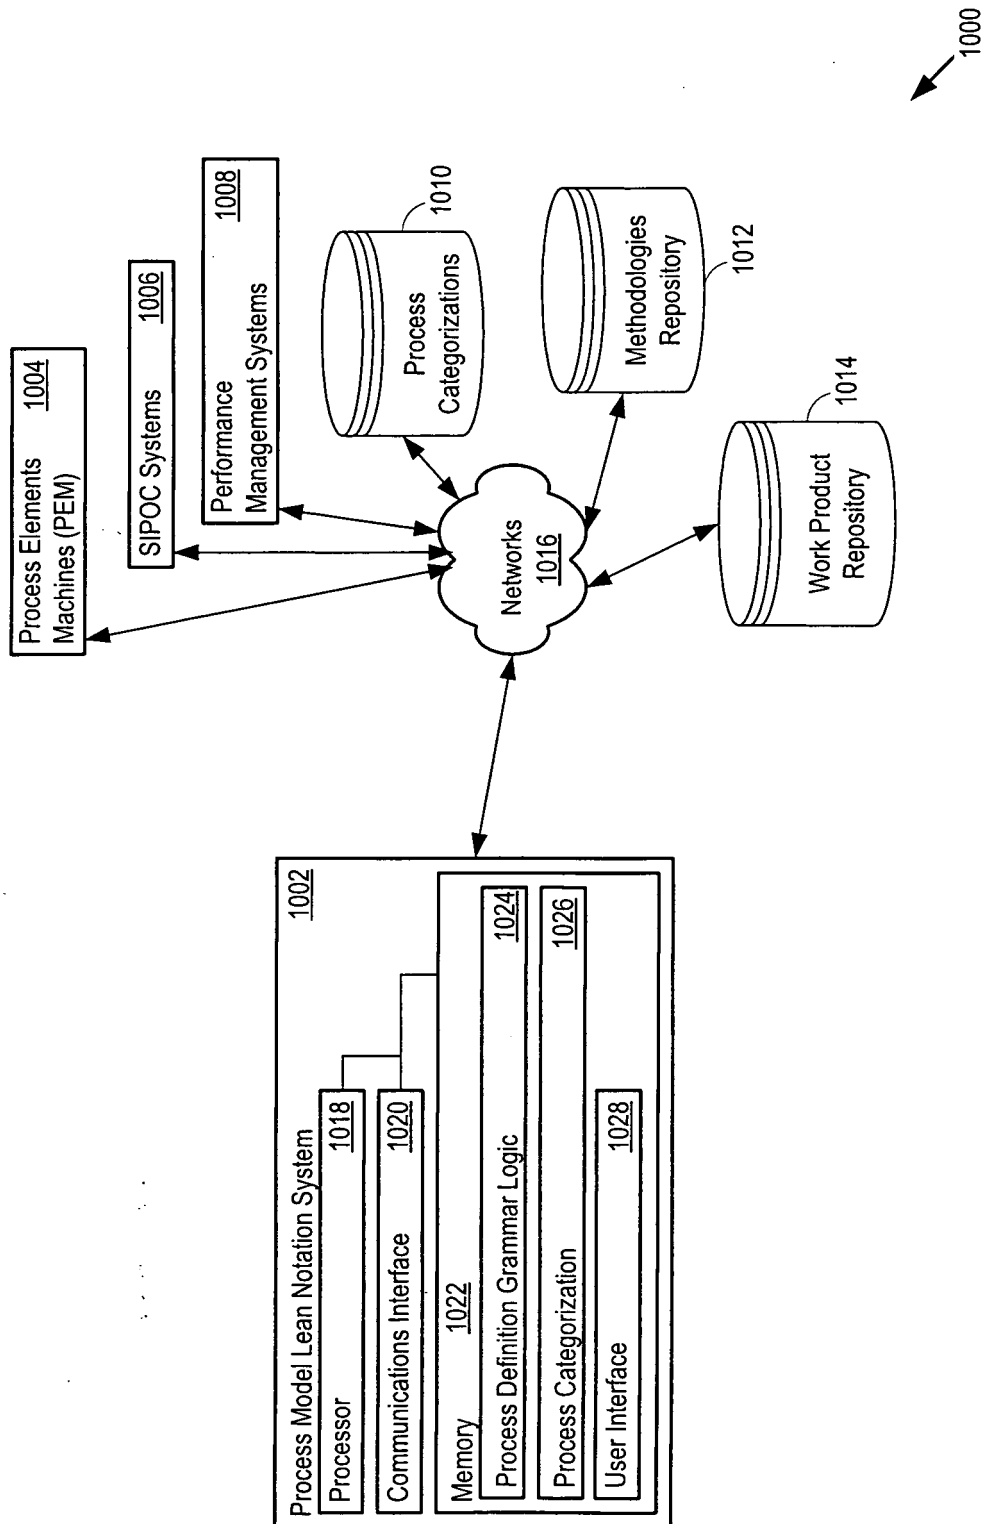 Process Model Lean Notation System
1002
Processor
1018
Communications Interface
1020
Memory
1022
Process Definition Grammar Logic
1024
Process Categorization
1026
User Interface
1028
Networks
1016
Process Elements
Machines (PEM)
1004
SIPOC Systems
1006
Performance
Management Systems
1008
Process
Categorizations
1010
Methodologies
Repository
1012
Work Product
Repository
1014
1000